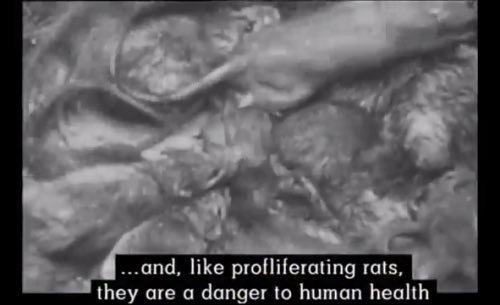 ...and, like profliferating rats,
they are a danger to human health